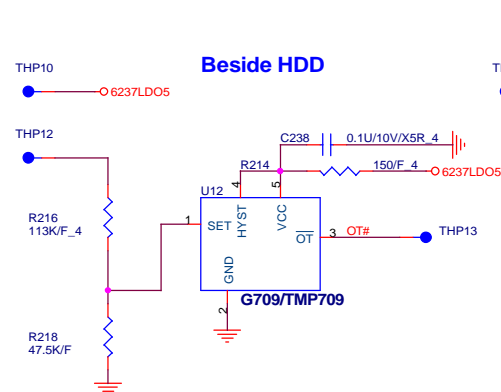 Beside HDD
THP10
TH
6237LDO5
THP12
C238
0.1U/10V/X5R_4
R214
150/F_4
6237LDO5
U12
4
5
R216
113K/F_4
1
SET
HYST
VCC
OT
3
OT#
THP13
GND
G709/TMP709
2
R218
47.5K/F